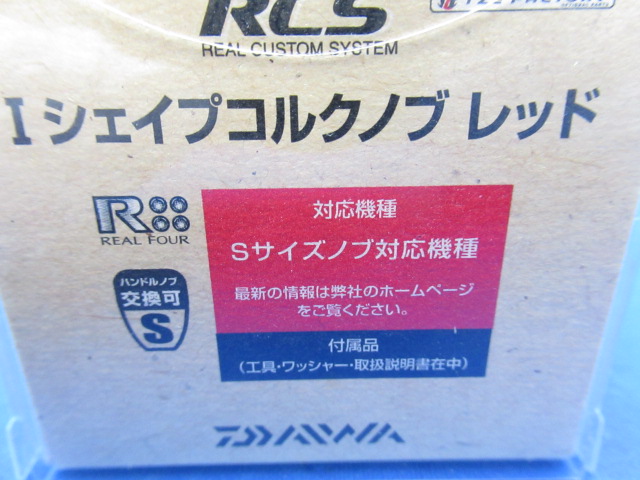 RCS
REAL CUSTOM SYSTEM
I シェイプコルクノブ レッド
R
REAL FOUR
ハンドルノブ
交換可
S
対応機種
Sサイズノブ対応機種
最新の情報は弊社のホームページ
をご覧ください。
付属品
(工具・ワッシャー・取扱説明書在中)
DAIWA